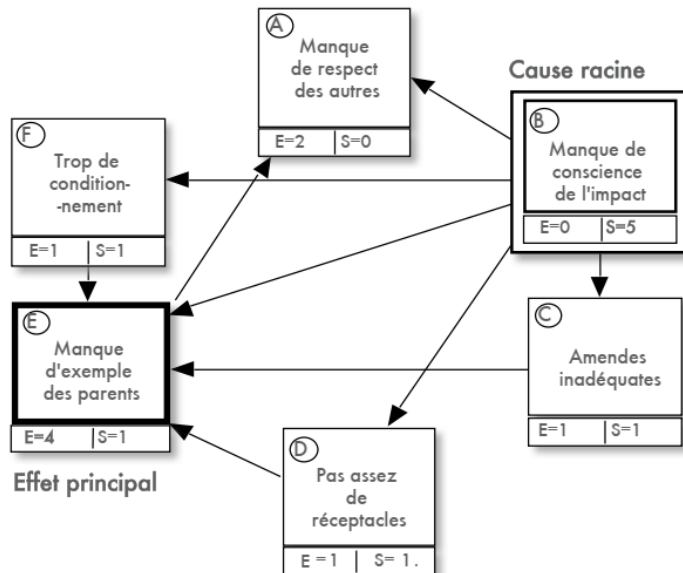 A
Manque
de respect
des autres
E=2 S=0
Cause racine
B
Manque de
conscience
de l'impact
E=0 S=5
F
Trop de
condition-
-nement
E=1 S=1
E
Manque
d'exemple
des parents
E=4 S=1
Effet principal
C
Amendes
inadéquates
E=1 S=1
D
Pas assez
de
réceptacles
E=1 S=1.